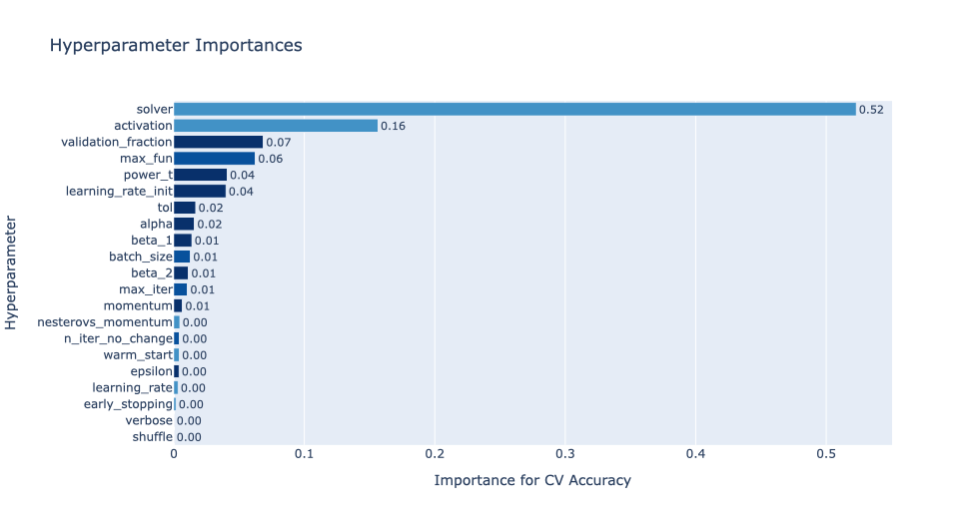 Hyperparameter Importances
Hyperparameter
solver 0.52
activation 0.16
validation_fraction 0.07
max_fun 0.06
power_t 0.04
learning_rate_init 0.04
tol 0.02
alpha 0.02
beta_1 0.01
batch_size 0.01
beta_2 0.01
max_iter 0.01
momentum 0.01
nesterovs_momentum 0.00
n_iter_no_change 0.00
warm_start 0.00
epsilon 0.00
learning_rate 0.00
early_stopping 0.00
verbose 0.00
shuffle 0.00
0 0.1 0.2 0.3 0.4 0.5
Importance for CV Accuracy